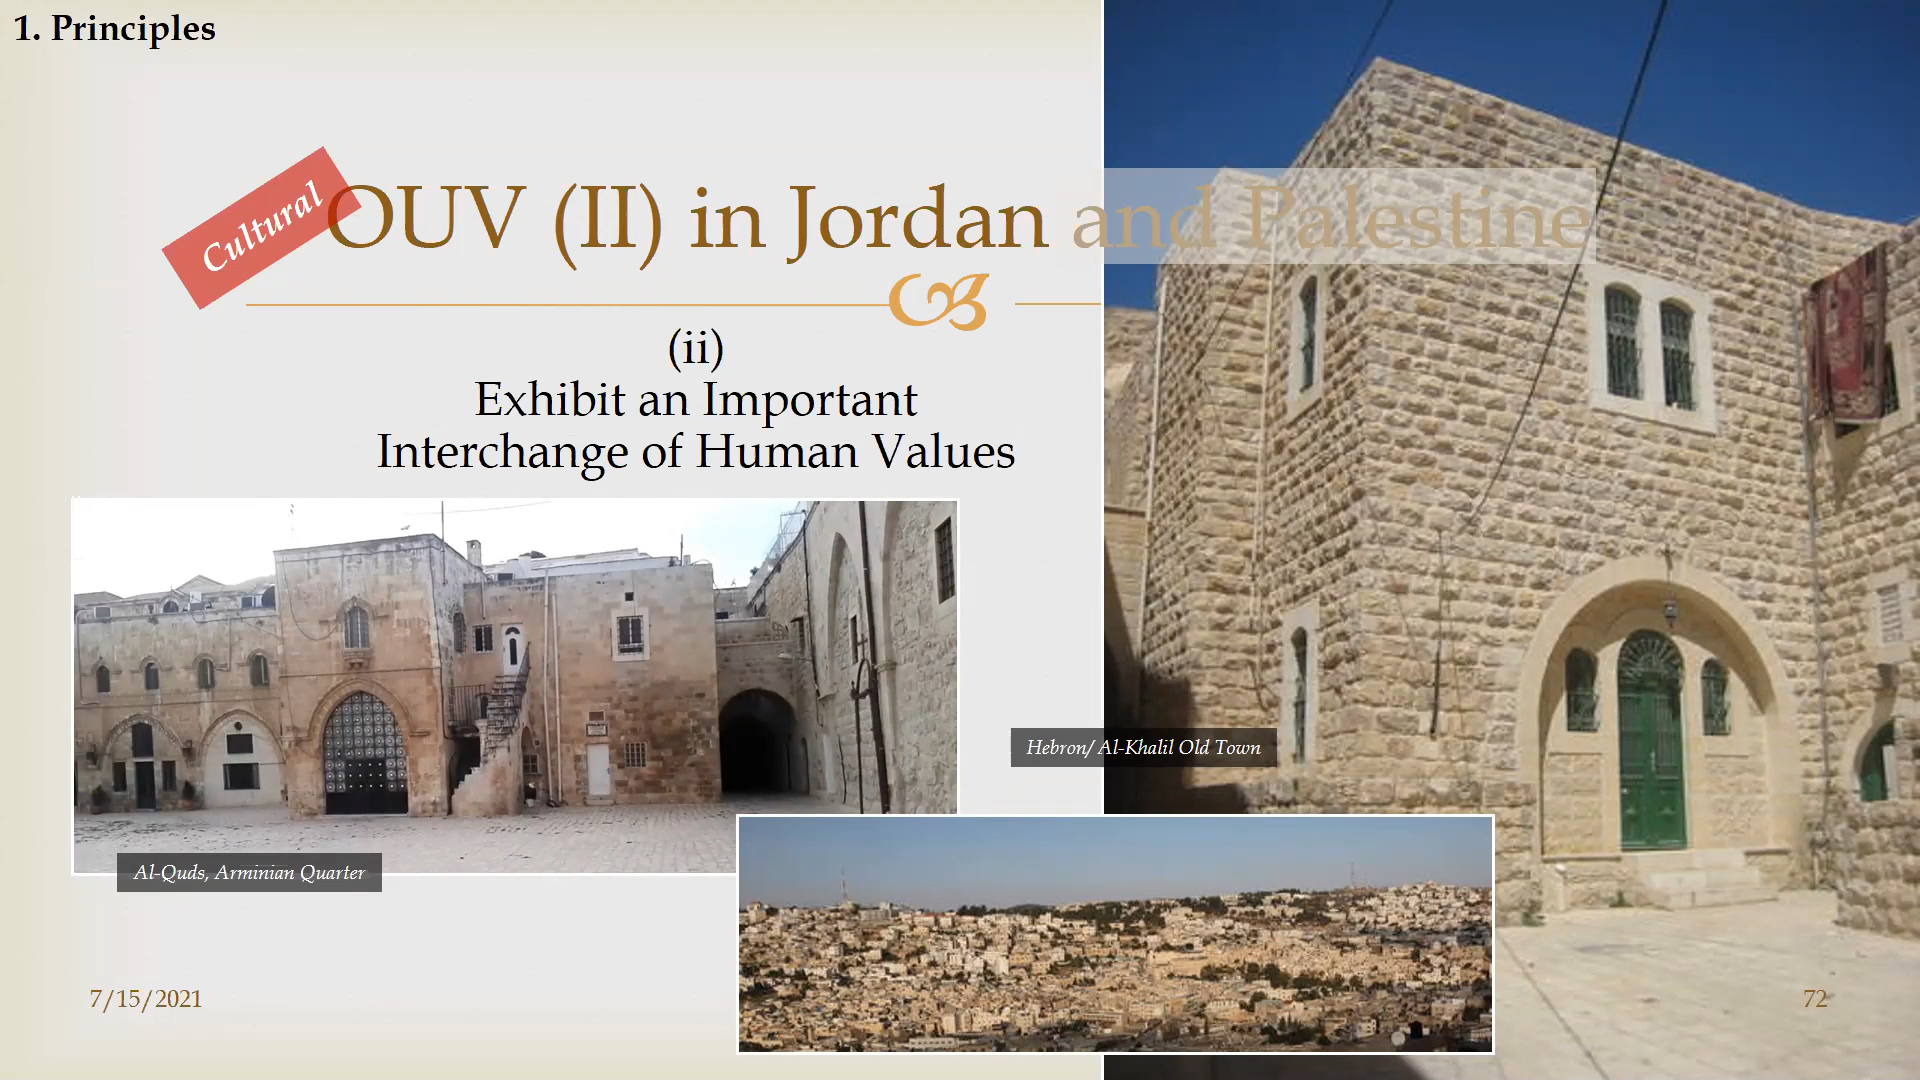 1. Principles
Cultural
OUV (II) in Jordan and Palestine
(ii)
Exhibit an Important
Interchange of Human Values
Hebron/ Al-Khalil Old Town
Al-Quds, Arminian Quarter
7/15/2021
72